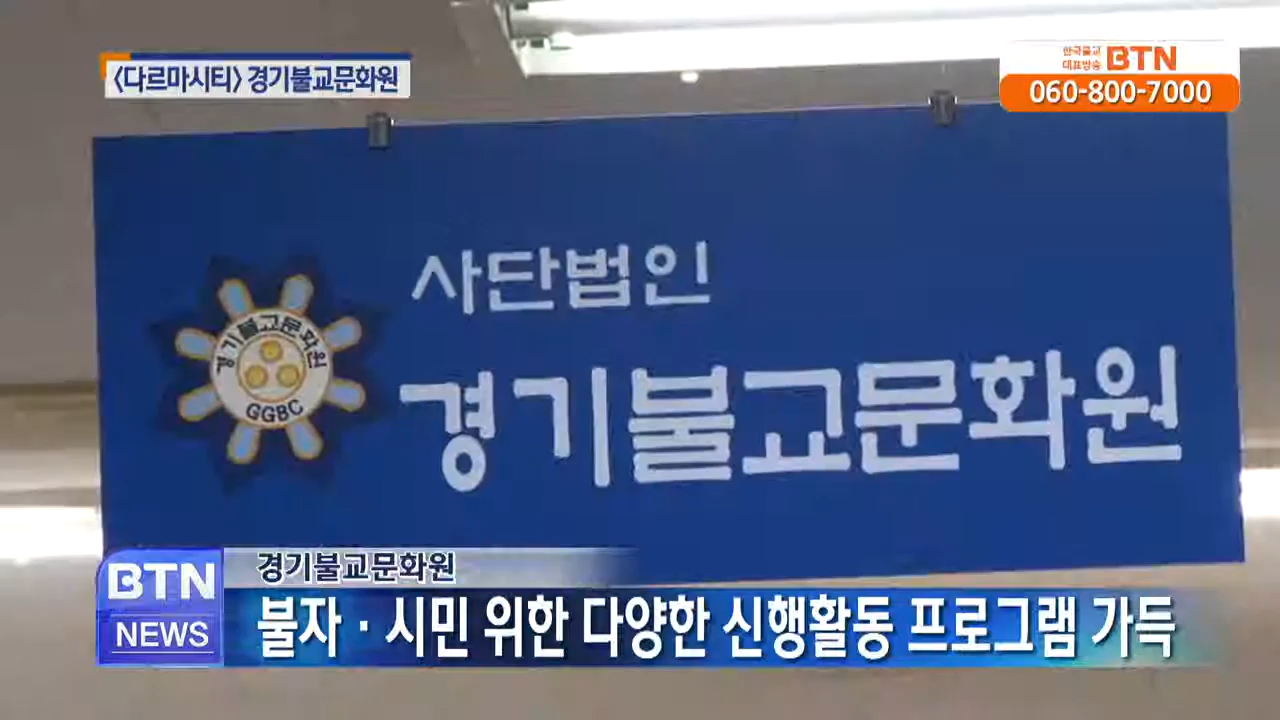 <다르마시티> 경기불교문화원
한국불교
대표방송 BTN
060-800-7000
사단법인
경기불교문화원
경기불교문화원
GGBC
경기불교문화원
BTN
NEWS
불자·시민 위한 다양한 신행활동 프로그램 가득